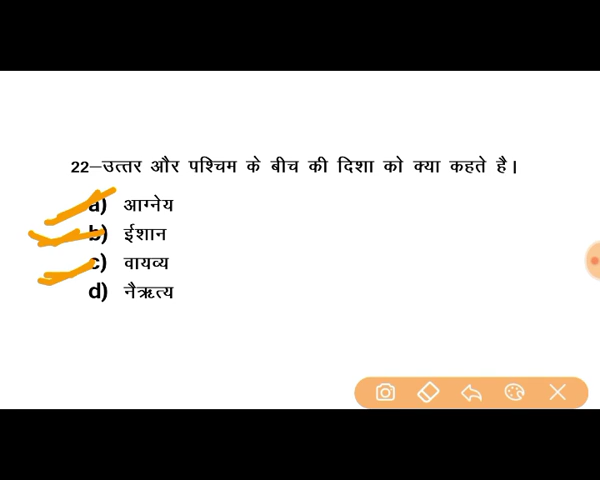 22–उत्तर और पश्चिम के बीच की दिशा को क्या कहते है।
a) आग्नेय
b) ईशान
c) वायव्य
d) नैऋत्य